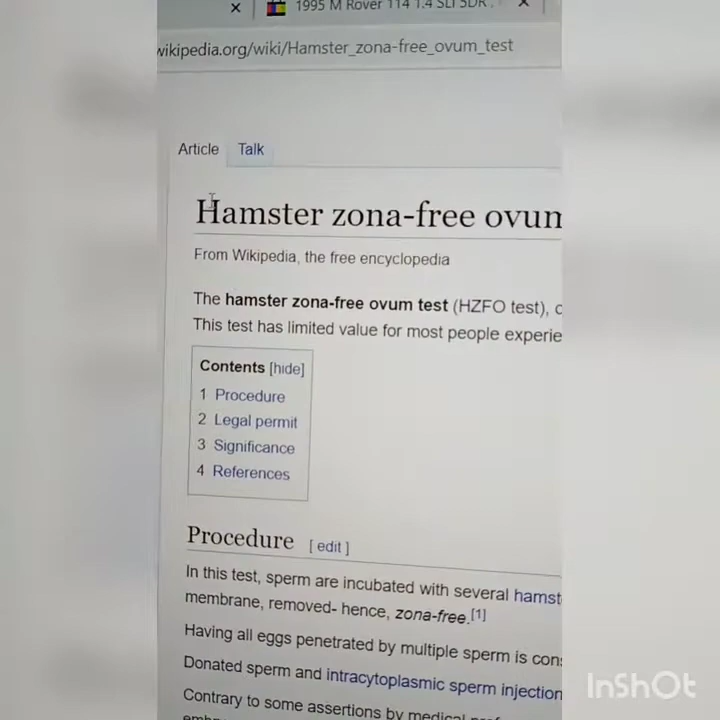 1995 M Rover 114 1.4 SLI 5DR
wikipedia.org/wiki/Hamster_zona-free_ovum_test
Article Talk
Hamster zona-free ovum
From Wikipedia, the free encyclopedia
The hamster zona-free ovum test (HZFO test),
This test has limited value for most people experie
Contents [hide]
1 Procedure
2 Legal permit
3 Significance
4 References
Procedure [ edit ]
In this test, sperm are incubated with several hamst
membrane, removed- hence, zona-free.[1]
Having all eggs penetrated by multiple sperm is con
Donated sperm and intracytoplasmic sperm injection
Contrary to some assertions by medical
InShOt